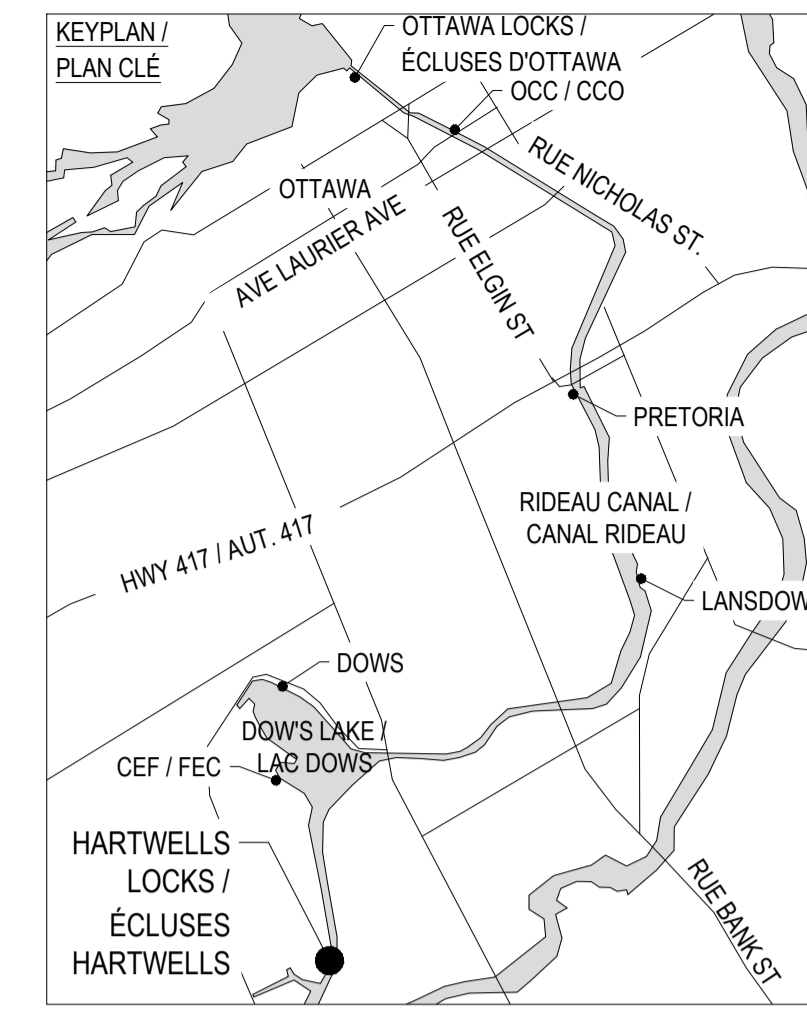 KEYPLAN /
PLAN CLÉ
OTTAWA LOCKS /
ÉCLUSES D'OTTAWA
OCC / CCO
RUE NICHOLAS ST.
OTTAWA
AVE LAURIER AVE
RUE ELGIN ST
PRETORIA
RIDEAU CANAL /
CANAL RIDEAU
HWY 417 / AUT. 417
LANSDOW
DOWS
DOW'S LAKE /
LAC DOWS
CEF / FEC
HARTWELLS
LOCKS /
ÉCLUSES
HARTWELLS
RUE BANK ST